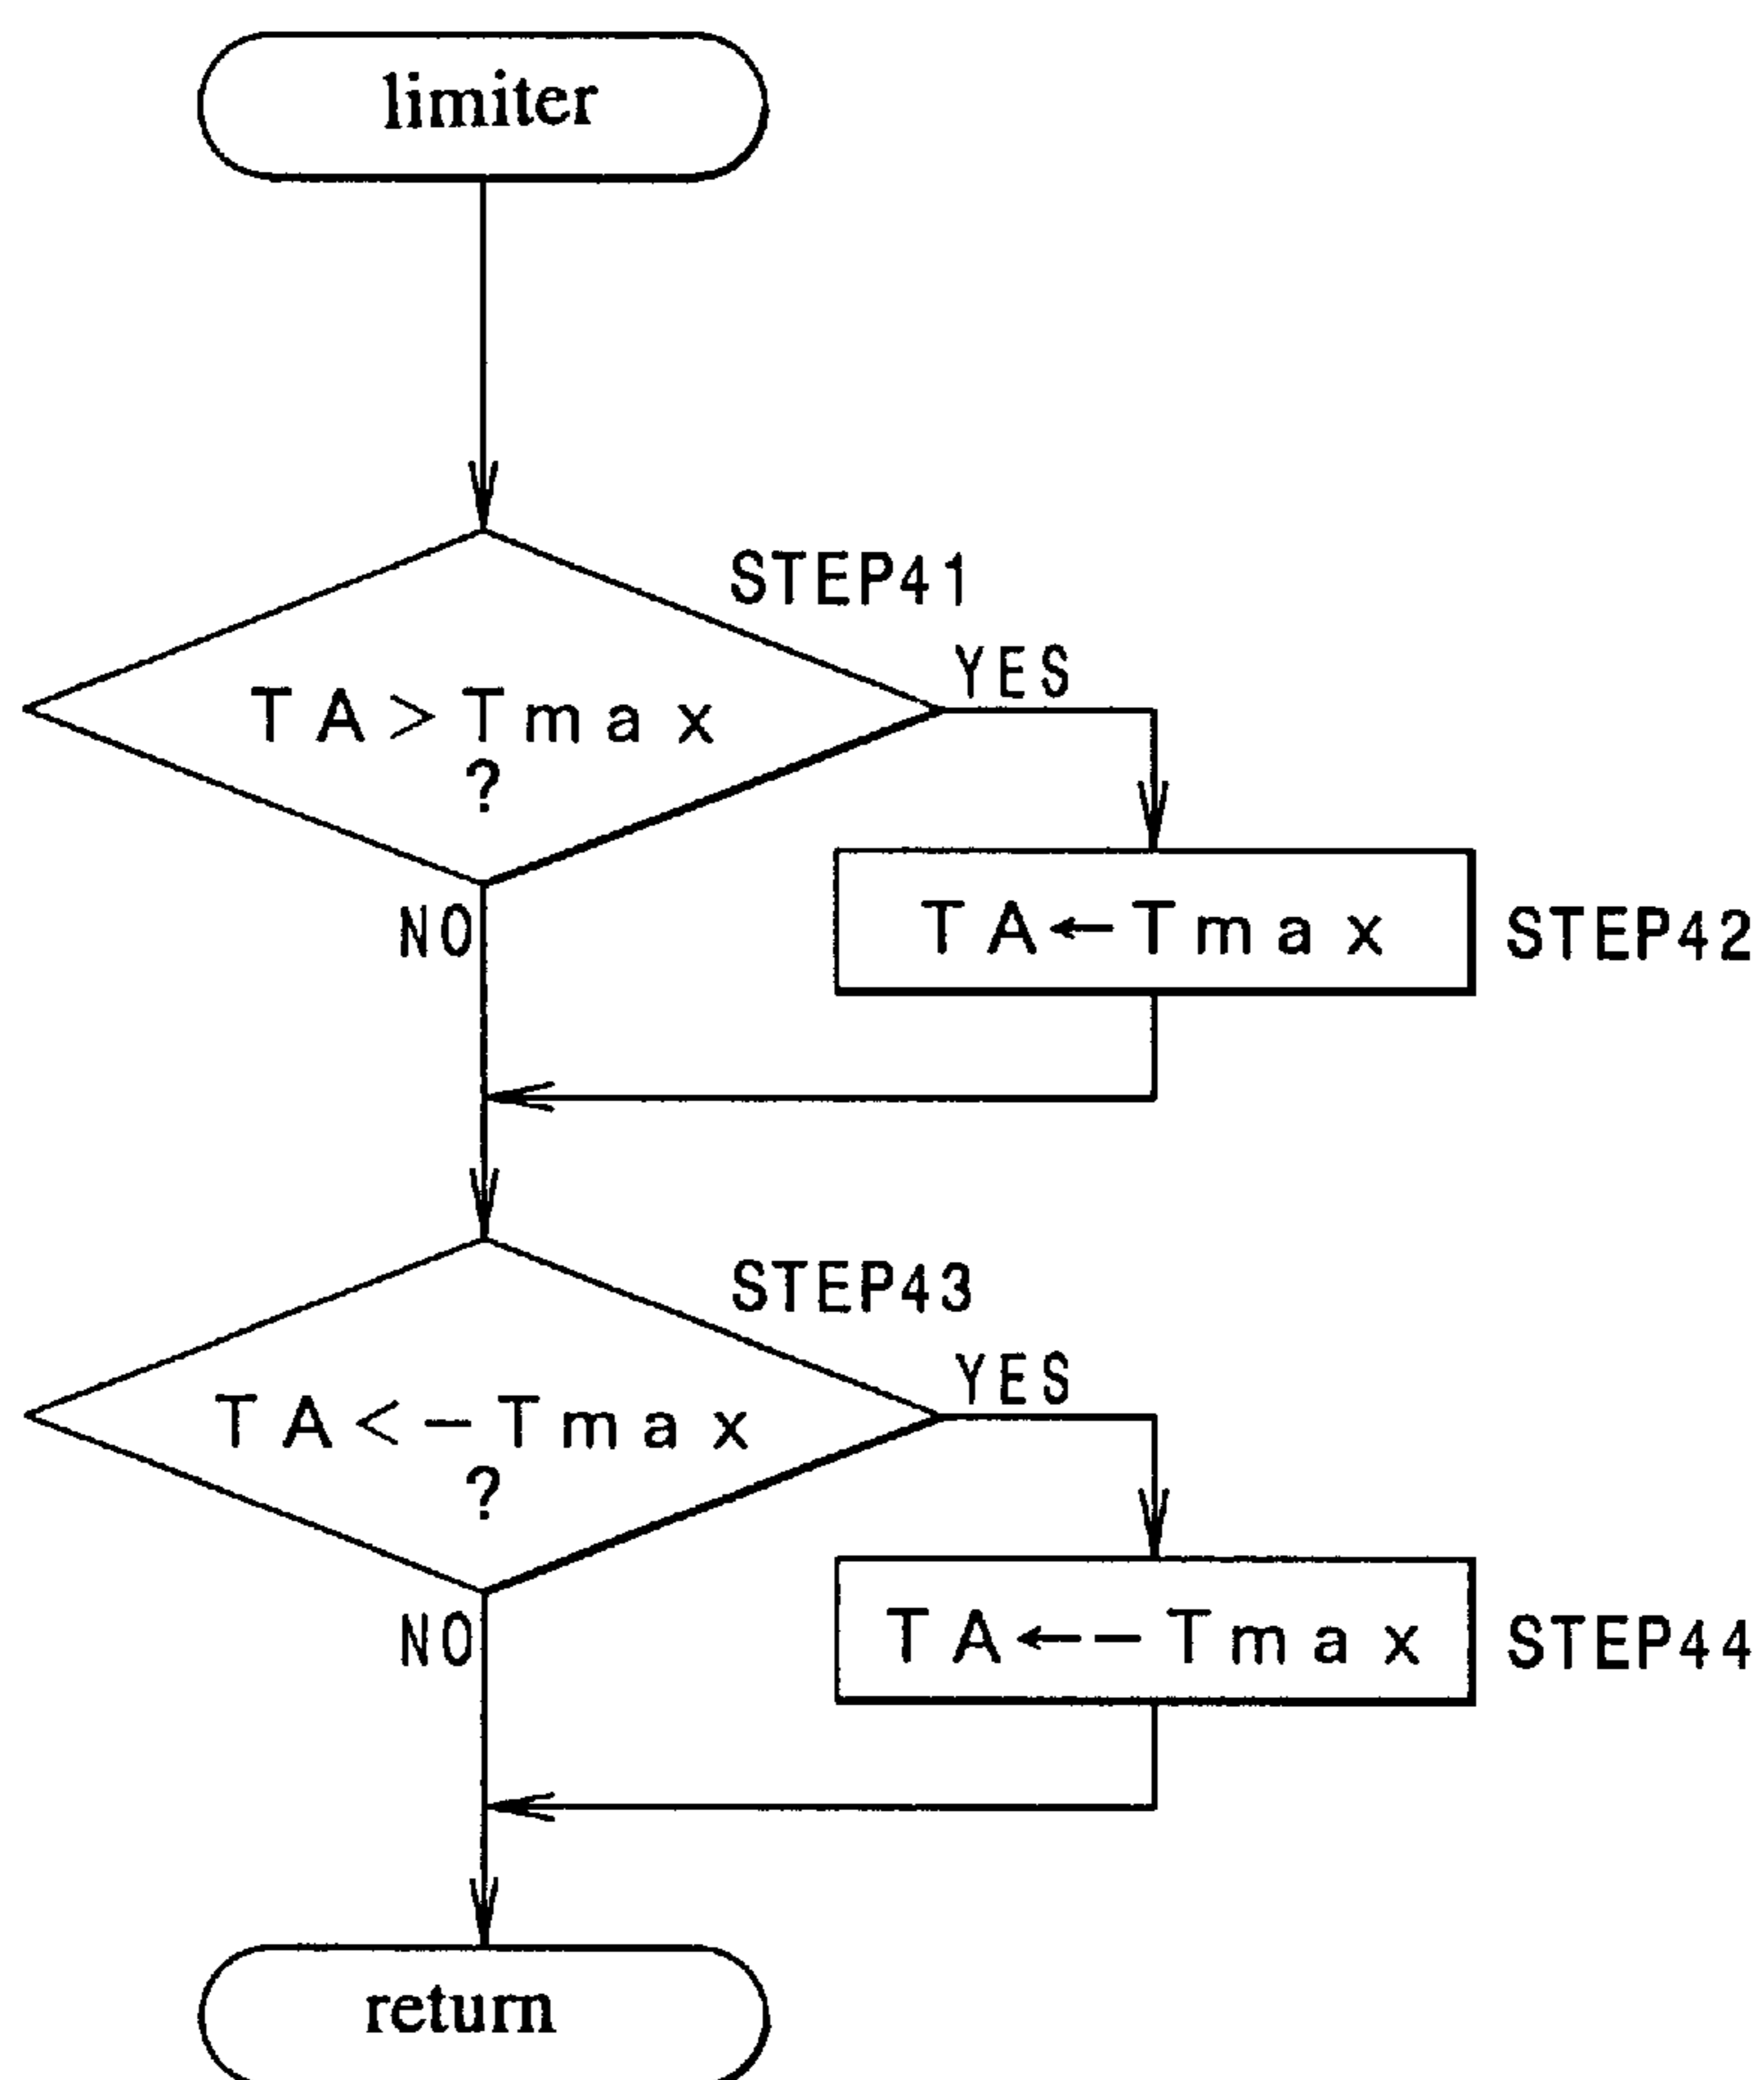 limiter
STEP41
TA>Tmax
?
YES
NO
TA←Tmax
STEP42
STEP43
TA<-Tmax
?
YES
NO
TA←-Tmax
STEP44
return